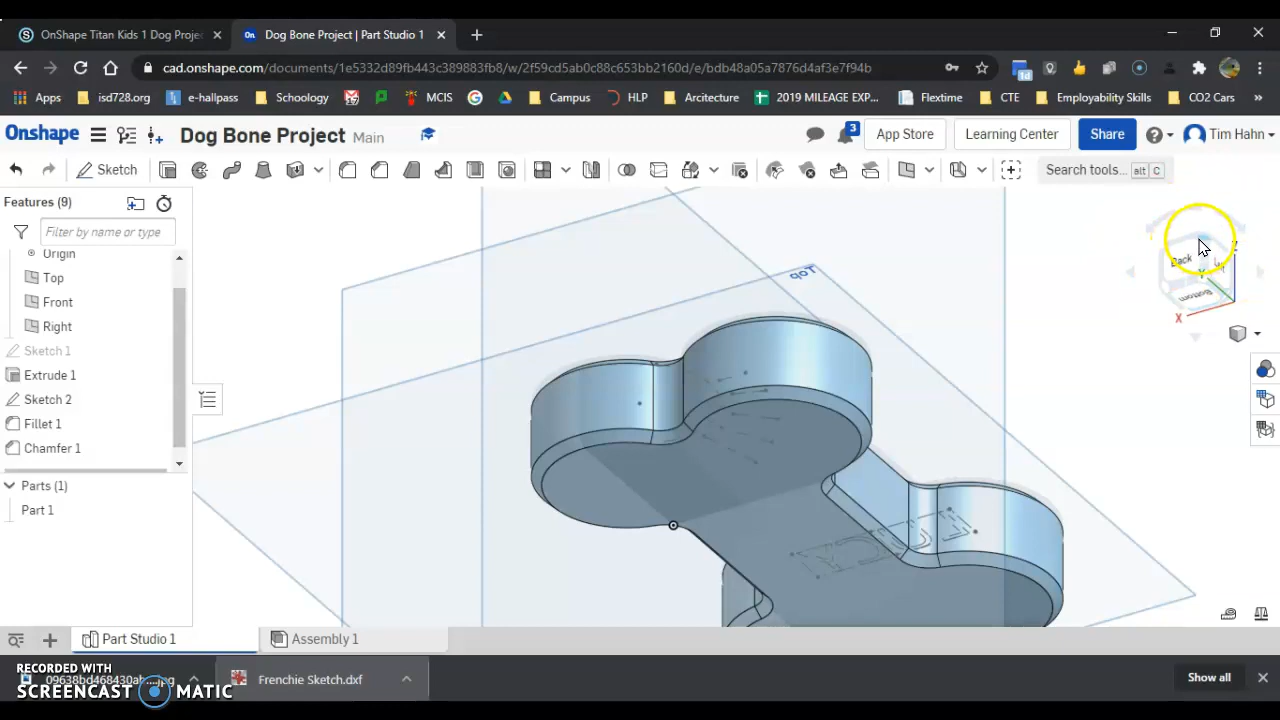 OnShape Titan Kids 1 Dog Proje
Dog Bone Project | Part Studio 1
cad.onshape.com/documents/1e5332d89fb443c389883fb8/w/2f59cd5ab0c88c653bb2160d/e/bdb48a05a7876d4af3e7f94b
1d
Apps
isd728.org
e-hallpass
Schoology
MCIS
Campus
HLP
Arcitecture
2019 MILEAGE EXP...
Flextime
CTE
Employability Skills
CO2 Cars
»
Onshape
Dog Bone Project Main
3
App Store
Learning Center
Share
Tim Hahn
Sketch
Search tools... alt C
Features (9)
Filter by name or type
Origin
Top
Front
Right
Sketch 1
Extrude 1
Sketch 2
Fillet 1
Chamfer 1
Parts (1)
Part 1
Top
Back
Bottom
Z
Y
X
Part Studio 1
Assembly 1
Frenchie Sketch.dxf
Show all
RECORDED WITH
SCREENCAST MATIC